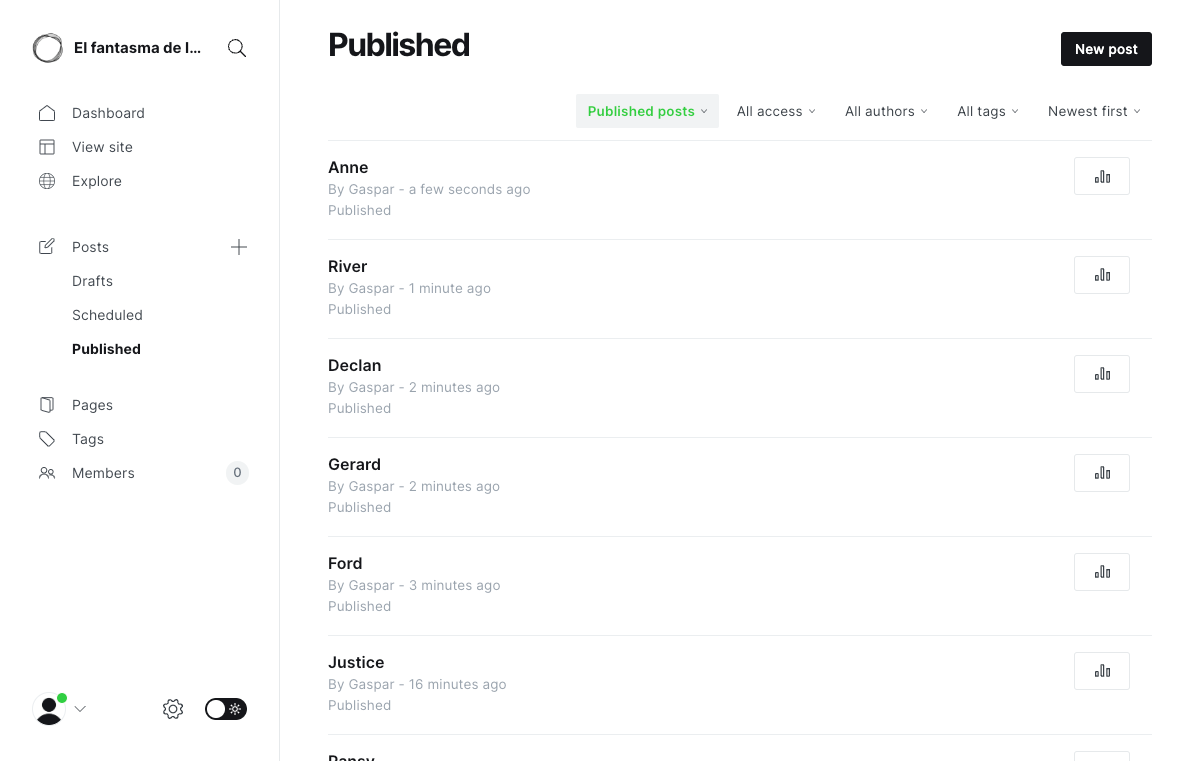 El fantasma de l...
Dashboard
View site
Explore
Posts
Drafts
Scheduled
Published
Pages
Tags
Members
0
Published
New post
Published posts
All access
All authors
All tags
Newest first
Anne
By Gaspar - a few seconds ago
Published
River
By Gaspar - 1 minute ago
Published
Declan
By Gaspar - 2 minutes ago
Published
Gerard
By Gaspar - 2 minutes ago
Published
Ford
By Gaspar - 3 minutes ago
Published
Justice
By Gaspar - 16 minutes ago
Published
Pansy